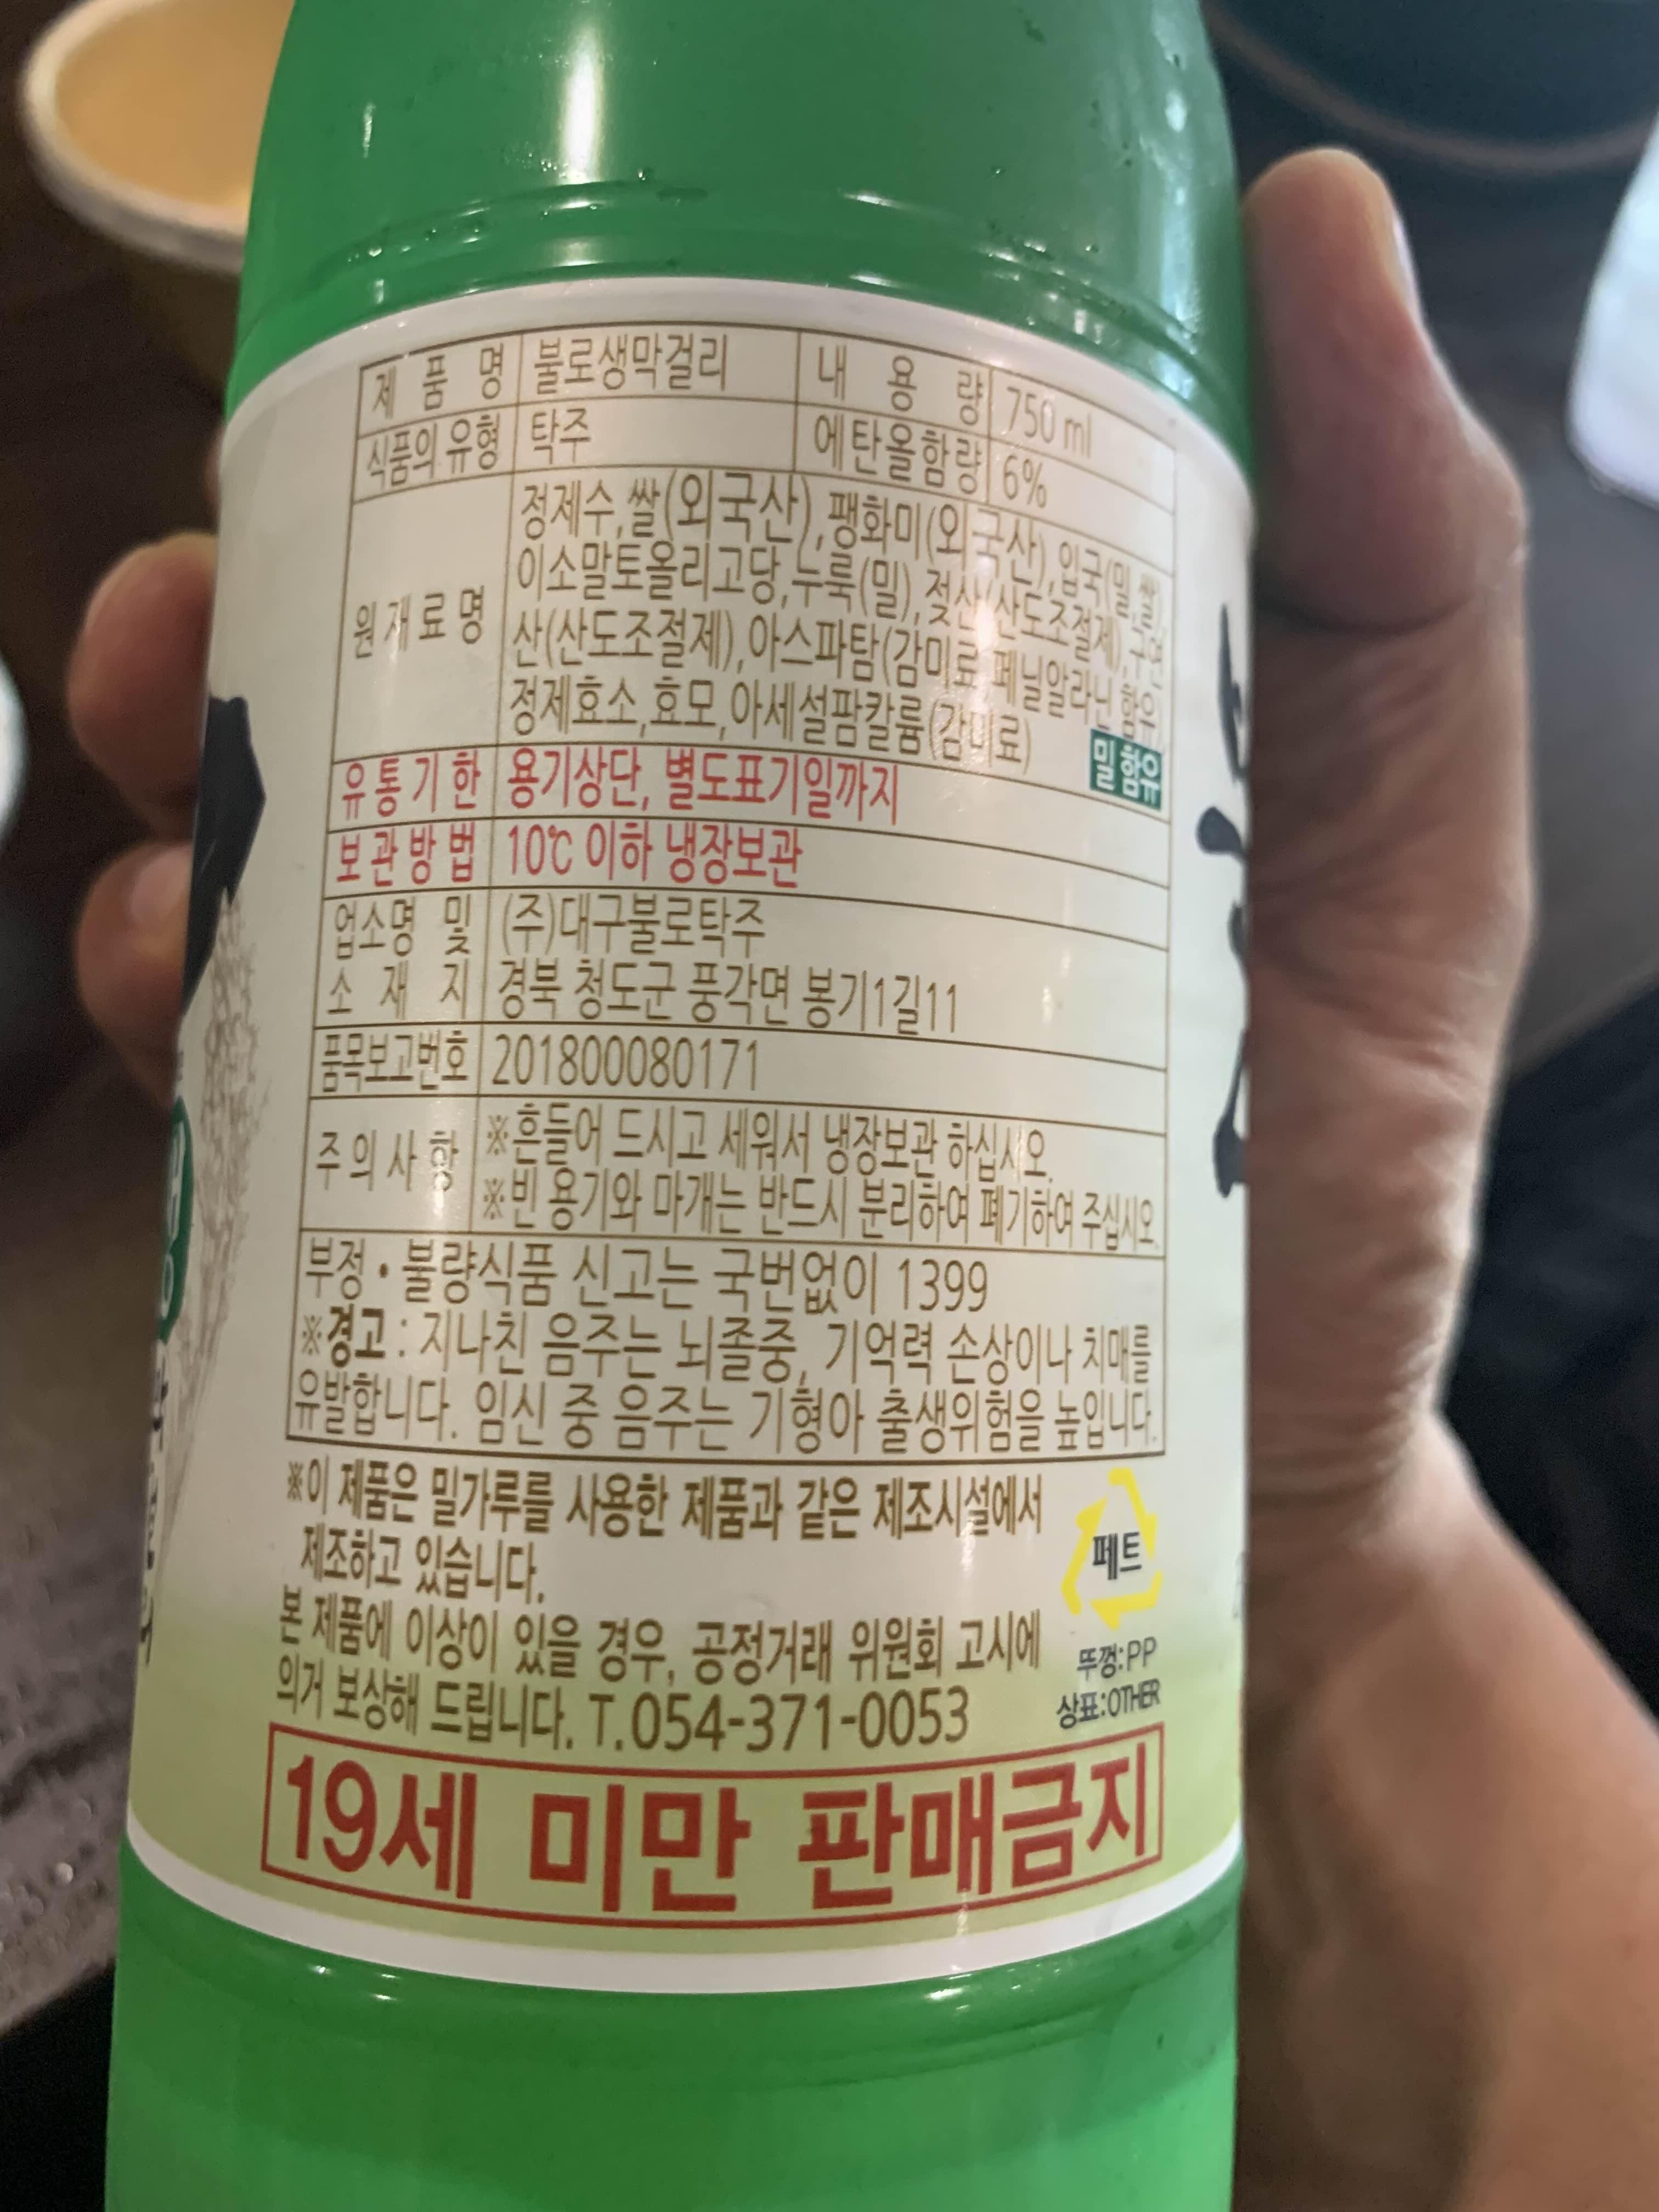 제 품 명 불로생막걸리 내 용 량 750 ml
식품의 유형 탁주 에탄올함량 6%
원 재 료 명
정제수,쌀(외국산),팽화미(외국산),입국(밀,쌀),
이소말토올리고당,누룩(밀),젖산(산도조절제),구연
산(산도조절제),아스파탐(감미료 페닐알라닌 함유),
정제효소,효모,아세설팜칼륨(감미료)
밀 함유
유 통 기 한 용기상단, 별도표기일까지
보 관 방 법 10℃ 이하 냉장보관
업소명 및 (주)대구불로탁주
소 재 지 경북 청도군 풍각면 봉기1길11
품목보고번호 201800080171
주 의 사 항
※흔들어 드시고 세워서 냉장보관 하십시오.
※빈 용기와 마개는 반드시 분리하여 폐기하여 주십시오.
부정 • 불량식품 신고는 국번없이 1399
※경고 : 지나친 음주는 뇌졸중, 기억력 손상이나 치매를
유발합니다. 임신 중 음주는 기형아 출생위험을 높입니다.
※이 제품은 밀가루를 사용한 제품과 같은 제조시설에서
제조하고 있습니다.
본 제품에 이상이 있을 경우, 공정거래 위원회 고시에
의거 보상해 드립니다. T.054-371-0053
페트
뚜껑:PP
상표:OTHER
19세 미만 판매금지